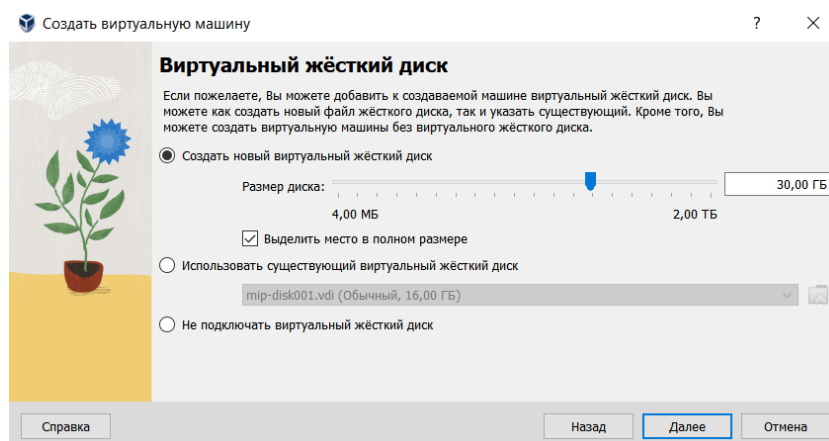 Создать виртуальную машину
?
Виртуальный жёсткий диск
Если пожелаете, Вы можете добавить к создаваемой машине виртуальный жёсткий диск. Вы
можете как создать новый файл жёсткого диска, так и указать существующий. Кроме того, Вы
можете создать виртуальную машины без виртуального жёсткого диска.
Создать новый виртуальный жёсткий диск
Размер диска: 30,00 ГБ
4,00 МБ 2,00 ТБ
Выделить место в полном размере
Использовать существующий виртуальный жёсткий диск
mip-disk001.vdi (Обычный, 16,00 ГБ)
Не подключать виртуальный жёсткий диск
Справка Назад Далее Отмена